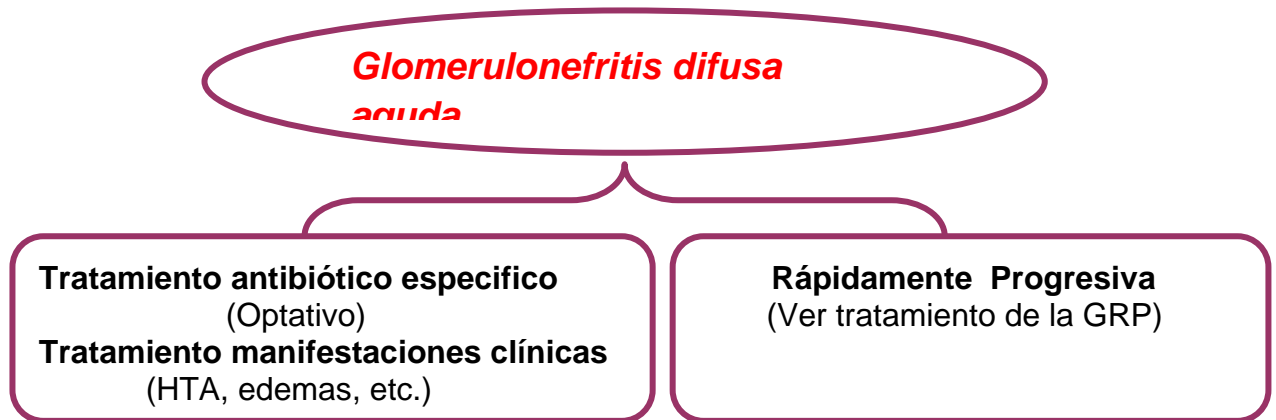 Glomerulonefritis difusa
aguda
Tratamiento antibiótico especifico
(Optativo)
Tratamiento manifestaciones clínicas
(HTA, edemas, etc.)
Rápidamente Progresiva
(Ver tratamiento de la GRP)